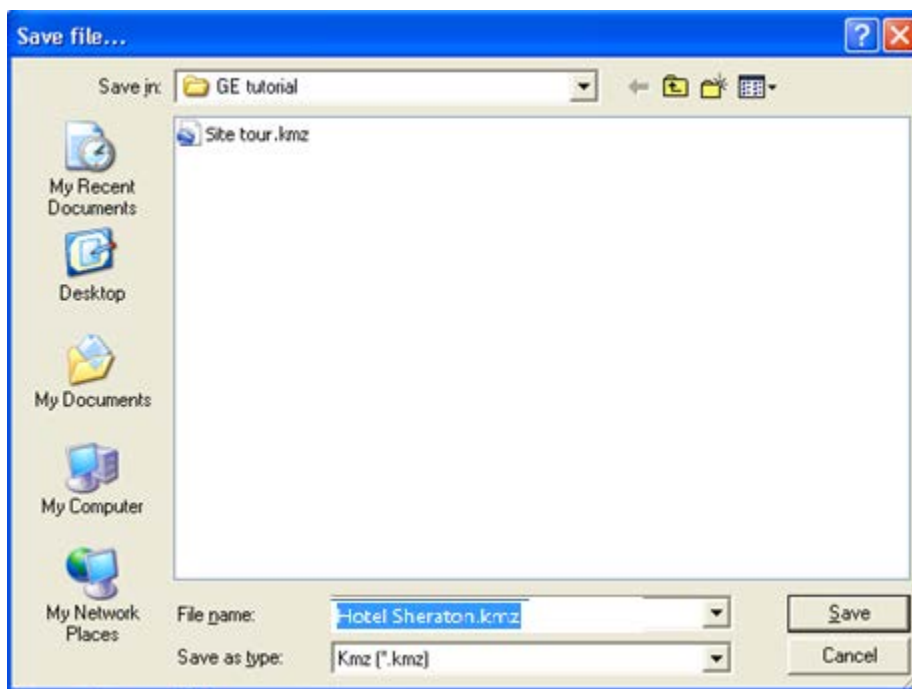 Save file...
Save in:
GE tutorial
Site tour.kmz
My Recent
Documents
Desktop
My Documents
My Computer
My Network
Places
File name:
Hotel Sheraton.kmz
Save
Save as type:
Kmz (*.kmz)
Cancel